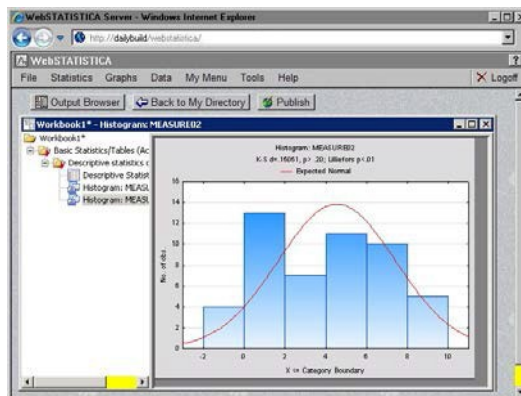 WebSTATISTICA Server - Windows Internet Explorer
http://dailybuild/webstatistica/
WebSTATISTICA
File Statistics Graphs Data My Menu Tools Help Logoff
Output Browser Back to My Directory Publish
Workbook1* - Histogram: MEASURE02
Workbook1*
Basic Statistics/Tables (Ac
Descriptive statistics c
Descriptive Statist
Histogram: MEASU
Histogram: MEASU
Histogram: MEASURE02
K-S d=.16061, p> .20; Lilliefors p<.01
Expected Normal
No. of obs.
16
14
12
10
8
6
4
2
0
-2 0 2 4 6 8 10
X <= Category Boundary